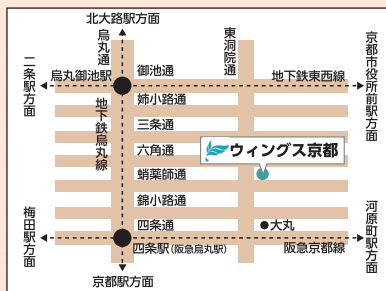 北大路駅方面
烏丸通
東洞院通
二条駅方面
京都市役所前駅方面
烏丸御池駅
御池通
地下鉄東西線
姉小路通
地下鉄烏丸線
三条通
六角通
ウィングス京都
蛸薬師通
錦小路通
梅田駅方面
河原町駅方面
四条通
大丸
四条駅(阪急烏丸駅)
阪急京都線
京都駅方面